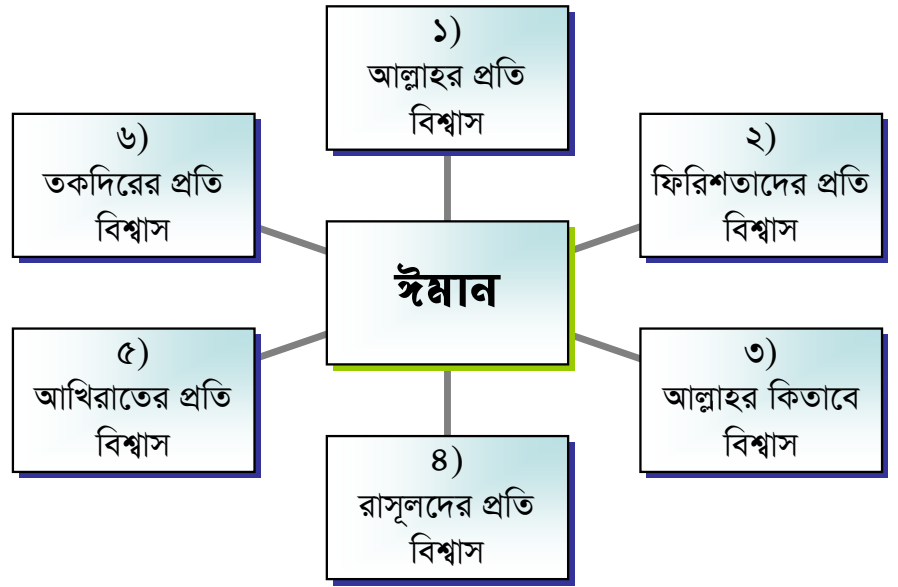 ১)
আল্লাহর প্রতি
বিশ্বাস
২)
ফিরিশতাদের প্রতি
বিশ্বাস
৩)
আল্লাহর কিতাবে
বিশ্বাস
৪)
রাসূলদের প্রতি
বিশ্বাস
৫)
আখিরাতের প্রতি
বিশ্বাস
৬)
তকদিরের প্রতি
বিশ্বাস
ঈমান